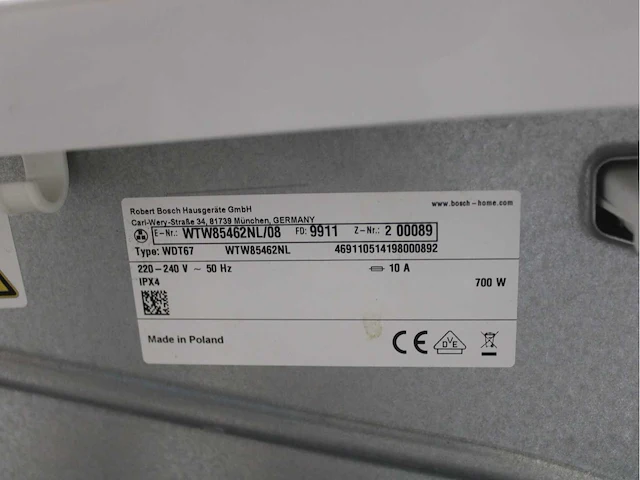 Robert Bosch Hausgeräte GmbH
Carl-Wery-Straße 34, 81739 München, GERMANY
www.bosch-home.com
E-Nr.: WTW85462NL/08 FD: 9911 Z-Nr.: 2 00089
Type: WDT67 WTW85462NL 469110514198000892
220-240 V ~ 50 Hz 10 A
IPX4 700 W
Made in Poland
CE DVE